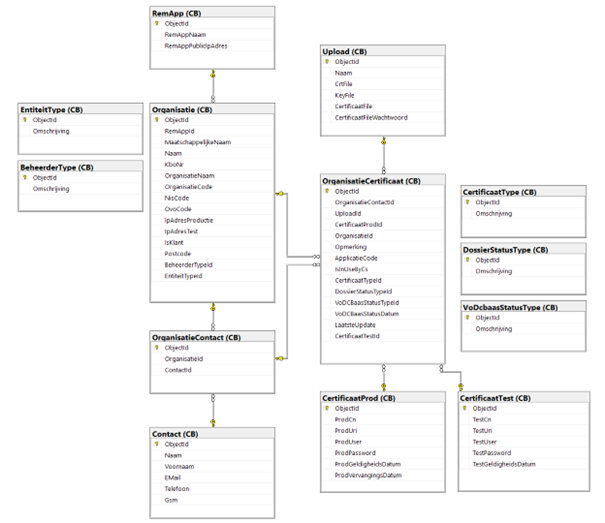 RemApp (CB)
ObjectId
RemAppNaam
RemAppPublicIpAdres
Upload (CB)
ObjectId
Naam
CrtFile
KeyFile
CertificaatFile
CertificaatFileWachtwoord
EntiteitType (CB)
ObjectId
Omschrijving
BeheerderType (CB)
ObjectId
Omschrijving
Organisatie (CB)
ObjectId
RemAppId
MaatschappelijkeNaam
Naam
KboNr
OrganisatieNaam
OrganisatieCode
NisCode
OvoCode
IpAdresProductie
IpAdresTest
IsKlant
Postcode
BeheerderTypeId
EntiteitTypeId
OrganisatieCertificaat (CB)
ObjectId
OrganisatieContactId
UploadId
CertificaatProdId
OrganisatieId
Opmerking
ApplicatieCode
IsInUseByCs
CertificaatTypeId
DossierStatusTypeId
VoDCBaasStatusTypeId
VoDCBaasStatusDatum
LaatsteUpdate
CertificaatTestId
CertificaatType (CB)
ObjectId
Omschrijving
DossierStatusType (CB)
ObjectId
Omschrijving
VoDcbaasStatusType (CB)
ObjectId
Omschrijving
OrganisatieContact (CB)
ObjectId
OrganisatieId
ContactId
Contact (CB)
ObjectId
Naam
Voornaam
EMail
Telefoon
Gsm
CertificaatProd (CB)
ObjectId
ProdCn
ProdUri
ProdUser
ProdPassword
ProdGeldigheidsDatum
ProdVervangingsDatum
CertificaatTest (CB)
ObjectId
TestCn
TestUri
TestUser
TestPassword
TestGeldigheidsDatum